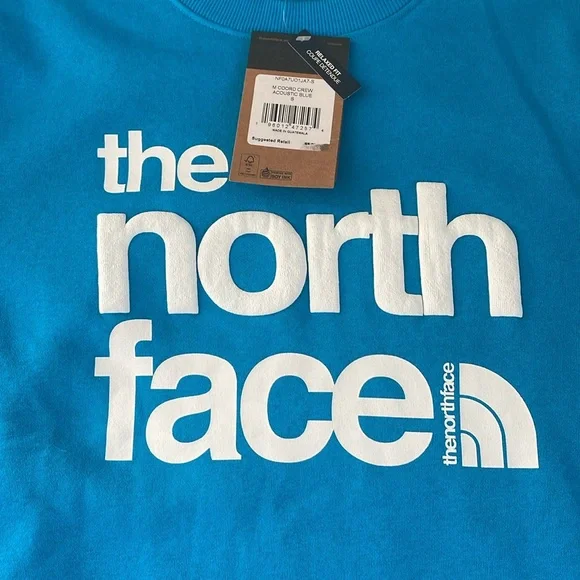 RELAXED FIT
COUPE DÉTENDUE
M COORD CREW
ACOUSTIC BLUE
S
MADE IN GUATEMALA
Suggested Retail
the
north
face
thenorthface